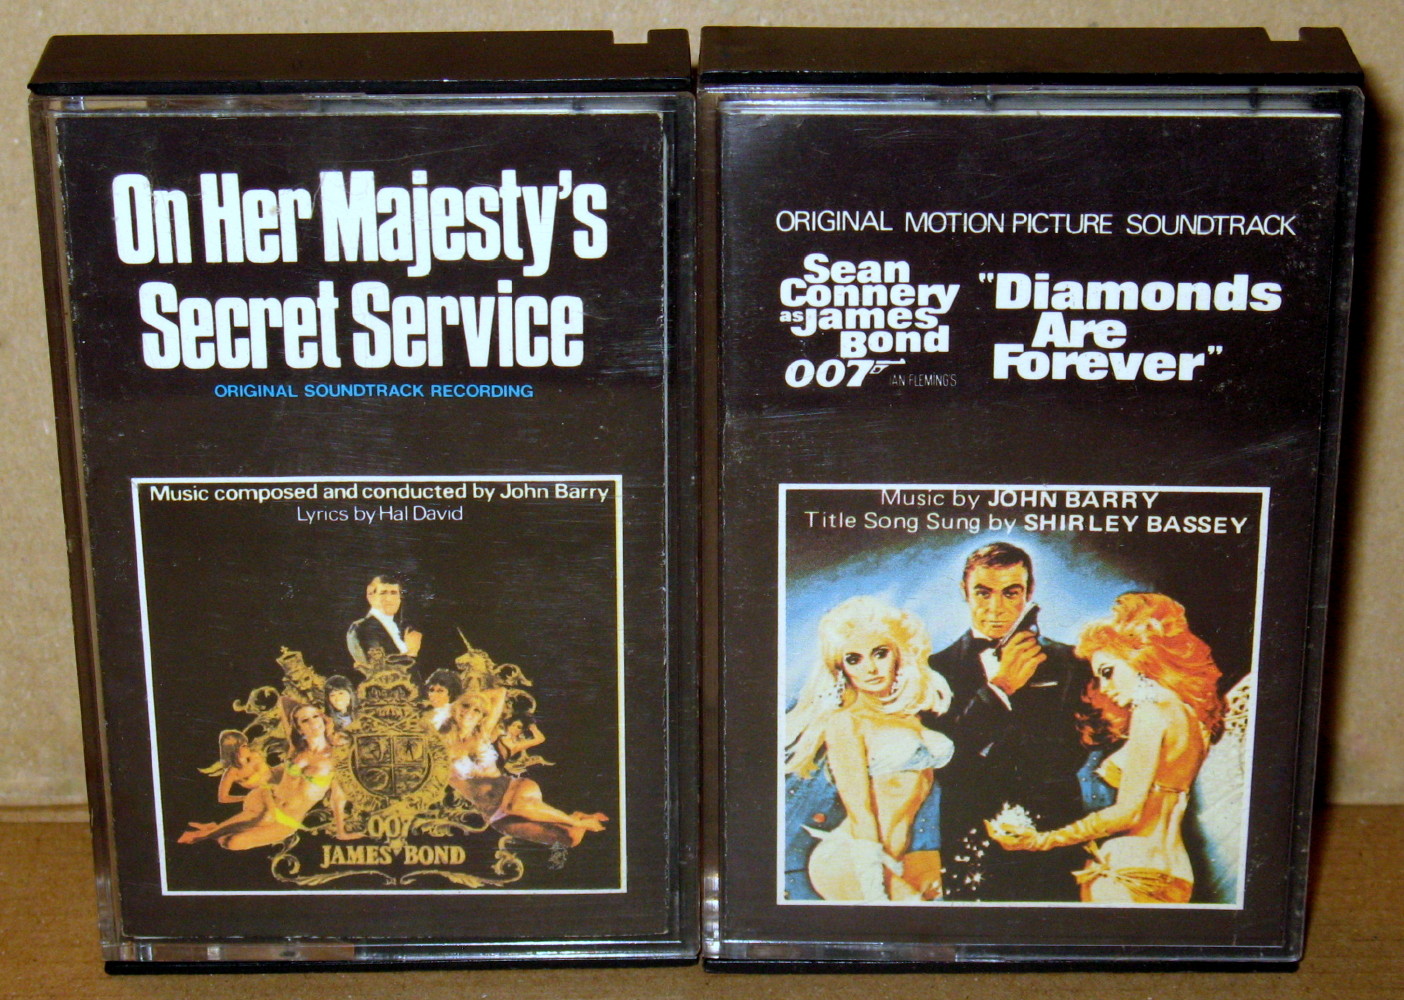 On Her Majesty's
Secret Service
ORIGINAL SOUNDTRACK RECORDING
Music composed and conducted by John Barry
Lyrics by Hal David
007
JAMES BOND
ORIGINAL MOTION PICTURE SOUNDTRACK
Sean
Connery
as James
Bond
007
IAN FLEMING'S
"Diamonds
Are
Forever"
Music by JOHN BARRY
Title Song Sung by SHIRLEY BASSEY